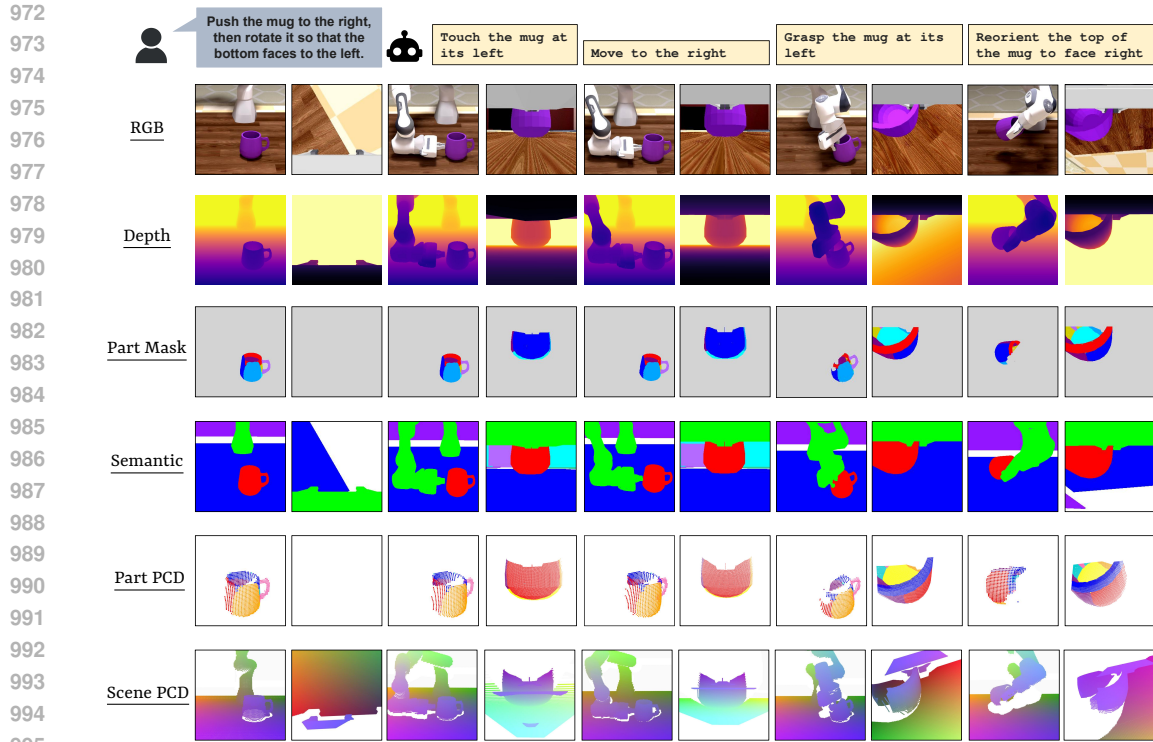 972
Push the mug to the right,
then rotate it so that the
bottom faces to the left.
Touch the mug at
its left
Move to the right
Grasp the mug at its
left
Reorient the top of
the mug to face right
973
974
975
RGB
976
977
978
Depth
979
980
981
982
Part Mask
983
984
985
Semantic
986
987
988
989
Part PCD
990
991
992
993
Scene PCD
994